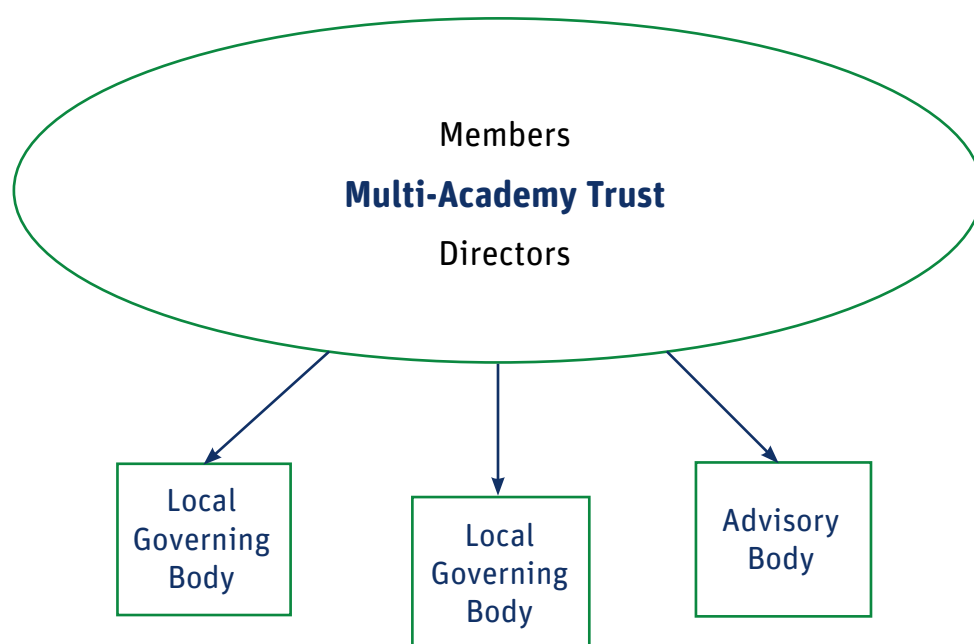 Members
Multi-Academy Trust
Directors
Local
Governing
Body
Local
Governing
Body
Advisory
Body